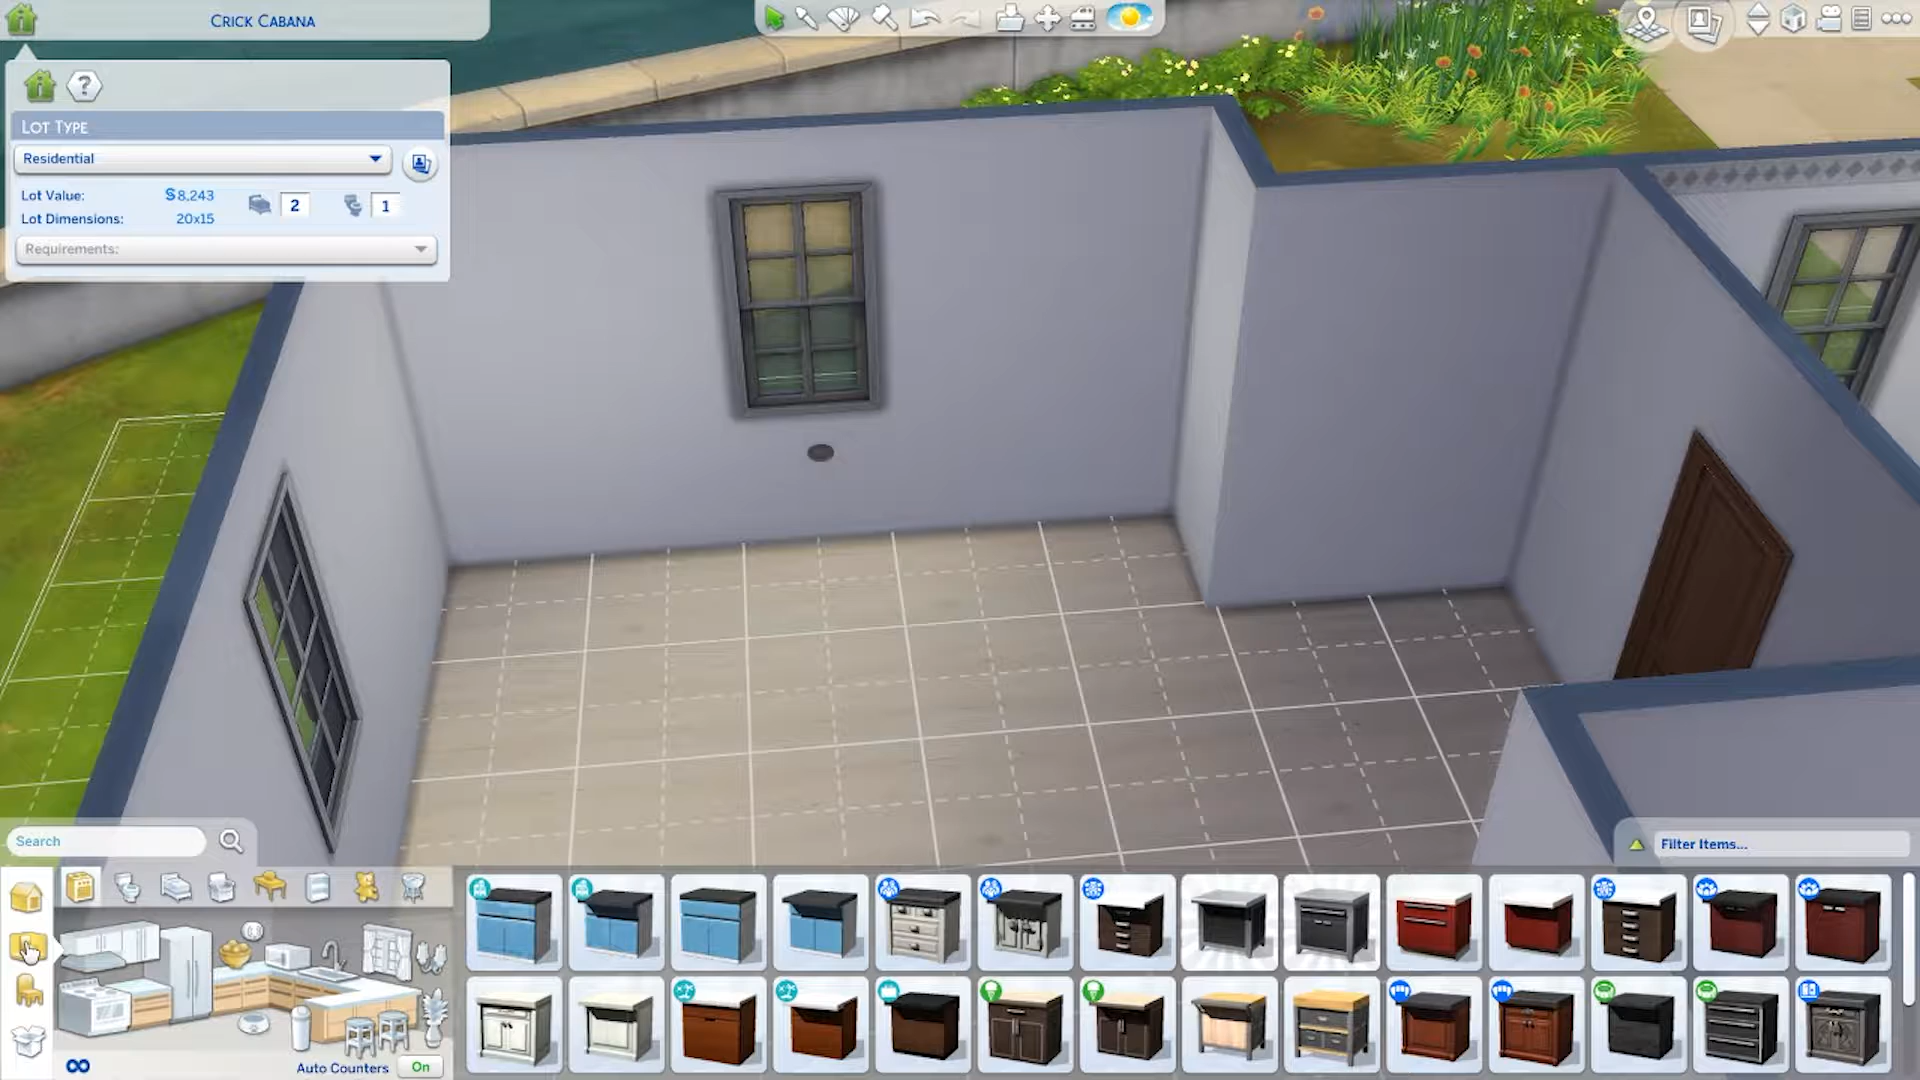 Crick Cabana
?
Lot Type
Residential
Lot Value: §8,243 2 1
Lot Dimensions: 20x15
Requirements:
Search
Filter Items...
Auto Counters On